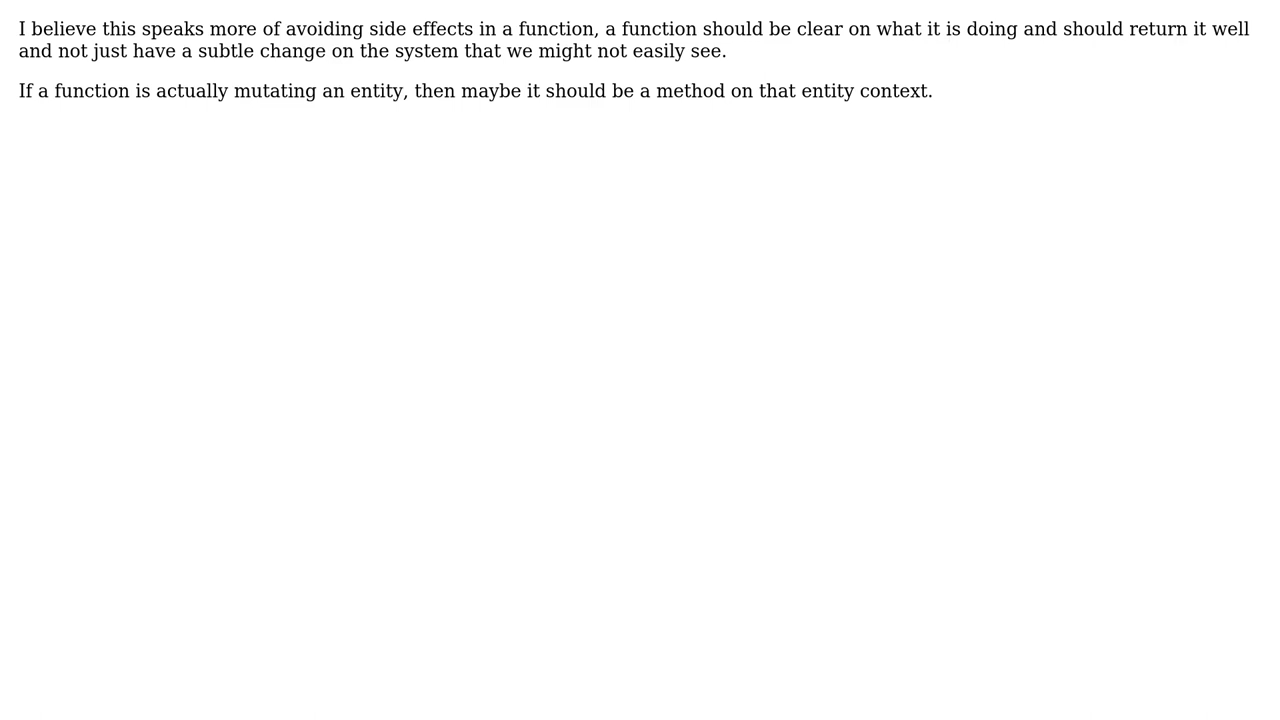 I believe this speaks more of avoiding side effects in a function, a function should be clear on what it is doing and should return it well
and not just have a subtle change on the system that we might not easily see.
If a function is actually mutating an entity, then maybe it should be a method on that entity context.